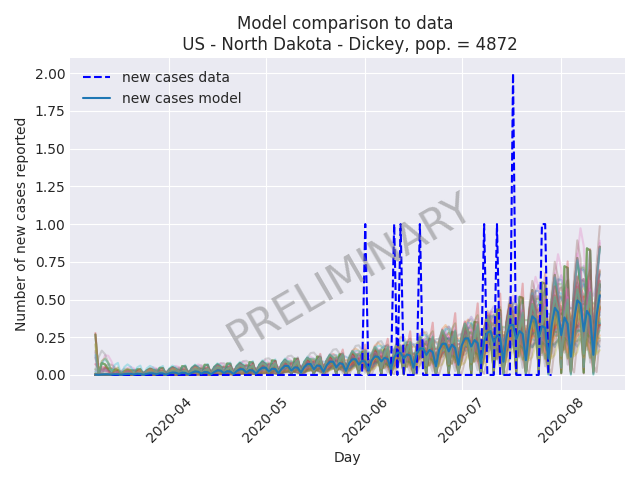 Model comparison to data
US - North Dakota - Dickey, pop. = 4872
new cases data
new cases model
Number of new cases reported
2.00
1.75
1.50
1.25
1.00
0.75
0.50
0.25
0.00
PRELIMINARY
2020-04
2020-05
2020-06
2020-07
2020-08
Day